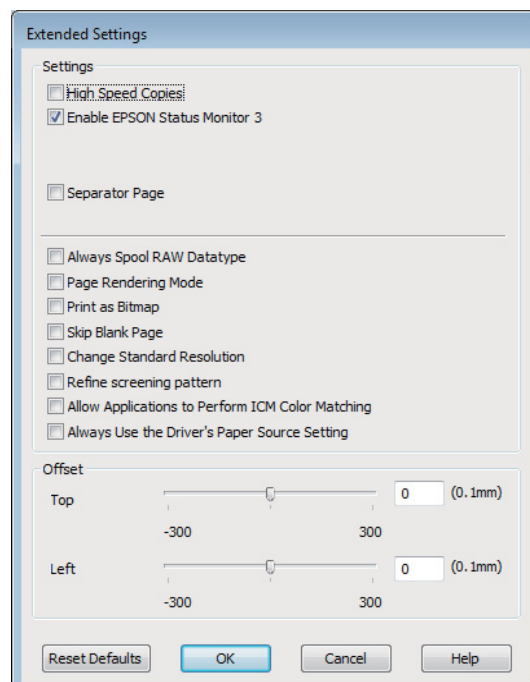 Extended Settings
Settings
High Speed Copies
Enable EPSON Status Monitor 3
Separator Page
Always Spool RAW Datatype
Page Rendering Mode
Print as Bitmap
Skip Blank Page
Change Standard Resolution
Refine screening pattern
Allow Applications to Perform ICM Color Matching
Always Use the Driver's Paper Source Setting
Offset
Top 0 (0.1mm)
-300 300
Left 0 (0.1mm)
-300 300
Reset Defaults OK Cancel Help